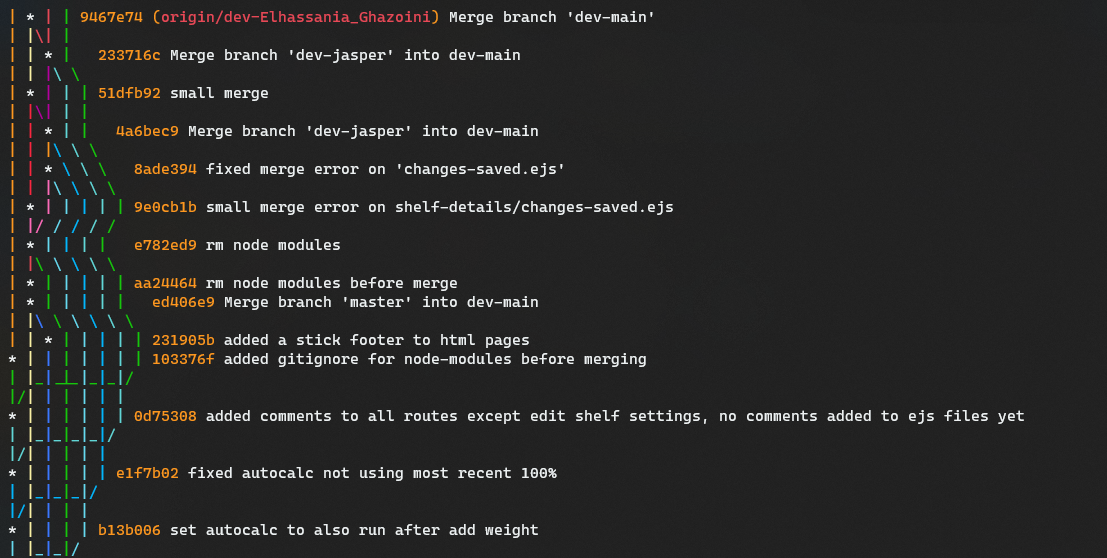 9467e74 (origin/dev-Elhassania_Ghazoini) Merge branch 'dev-main'
233716c Merge branch 'dev-jasper' into dev-main
51dfb92 small merge
4a6bec9 Merge branch 'dev-jasper' into dev-main
8ade394 fixed merge error on 'changes-saved.ejs'
9e0cb1b small merge error on shelf-details/changes-saved.ejs
e782ed9 rm node modules
aa24464 rm node modules before merge
ed406e9 Merge branch 'master' into dev-main
231905b added a stick footer to html pages
103376f added gitignore for node-modules before merging
0d75308 added comments to all routes except edit shelf settings, no comments added to ejs files yet
e1f7b02 fixed autocalc not using most recent 100%
b13b006 set autocalc to also run after add weight